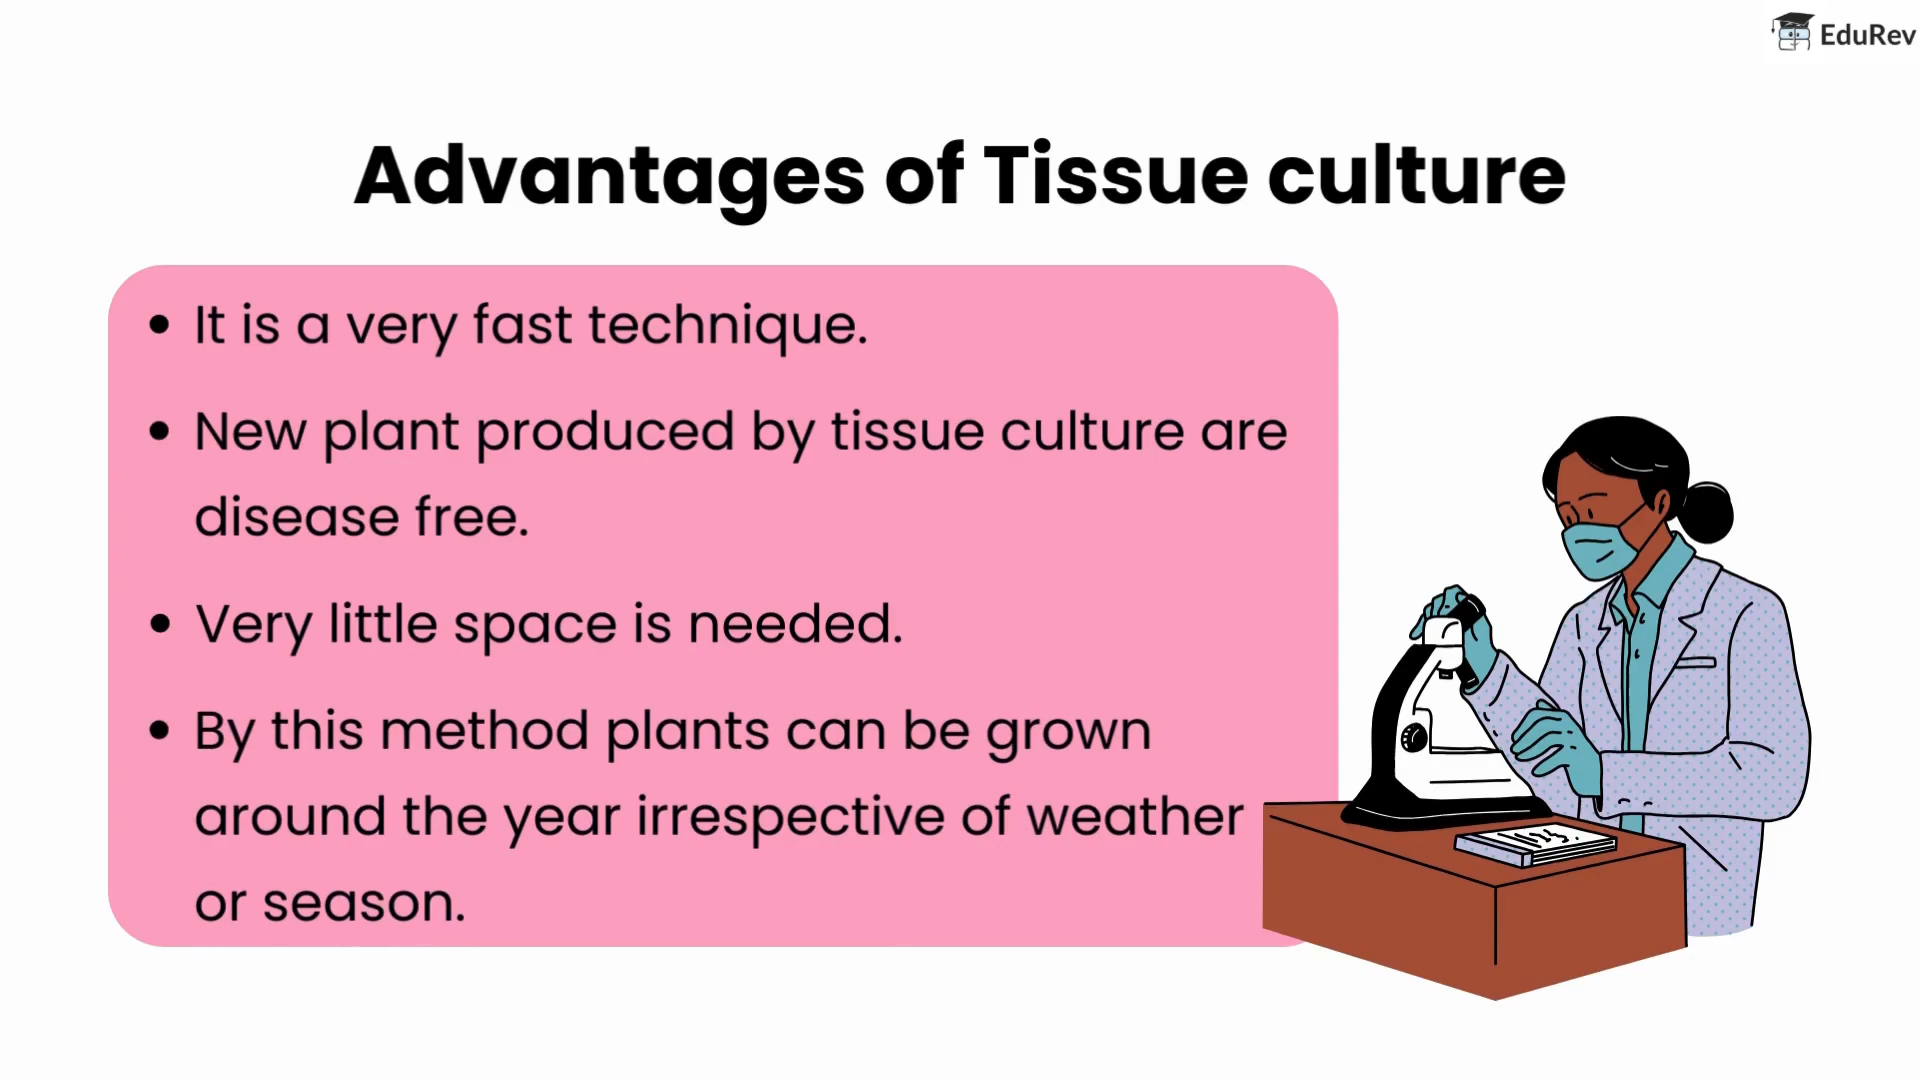 EduRev
Advantages of Tissue culture
• It is a very fast technique.
• New plant produced by tissue culture are
disease free.
• Very little space is needed.
• By this method plants can be grown
around the year irrespective of weather
or season.